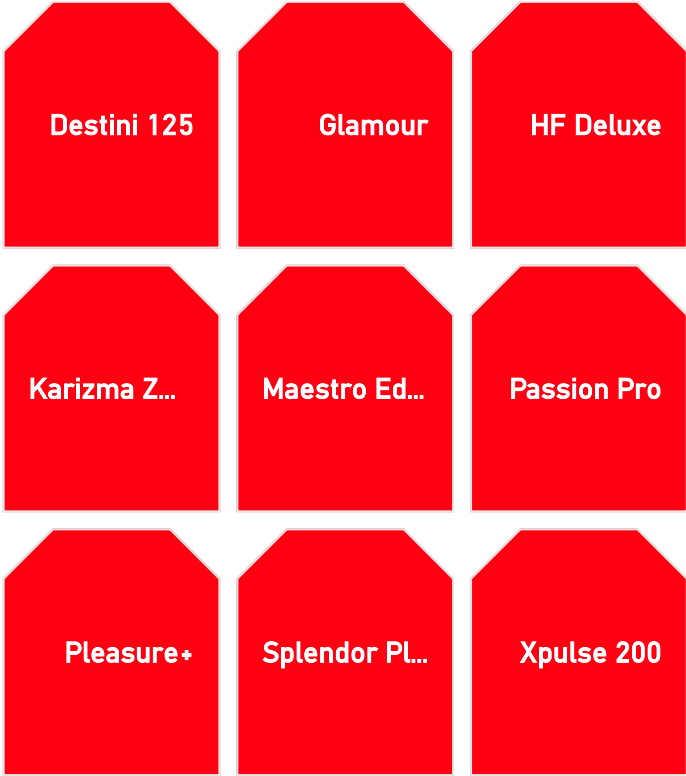 Destini 125
Glamour
HF Deluxe
Karizma Z...
Maestro Ed...
Passion Pro
Pleasure+
Splendor Pl...
Xpulse 200